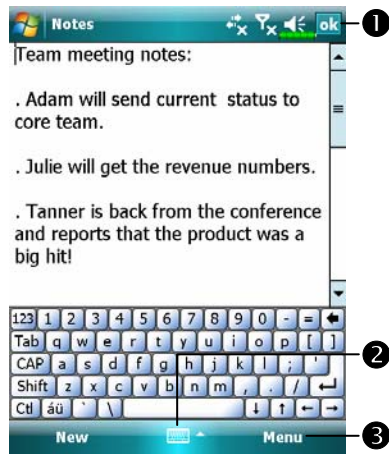 Notes
ok
1
Team meeting notes:
. Adam will send current status to
core team.
. Julie will get the revenue numbers.
. Tanner is back from the conference
and reports that the product was a
big hit!
123 1 2 3 4 5 6 7 8 9 0 - =
Tab q w e r t y u i o p [ ]
CAP a s d f g h j k l ; '
Shift z x c v b n m , . /
Ctl áü ` \
2
New Menu
3